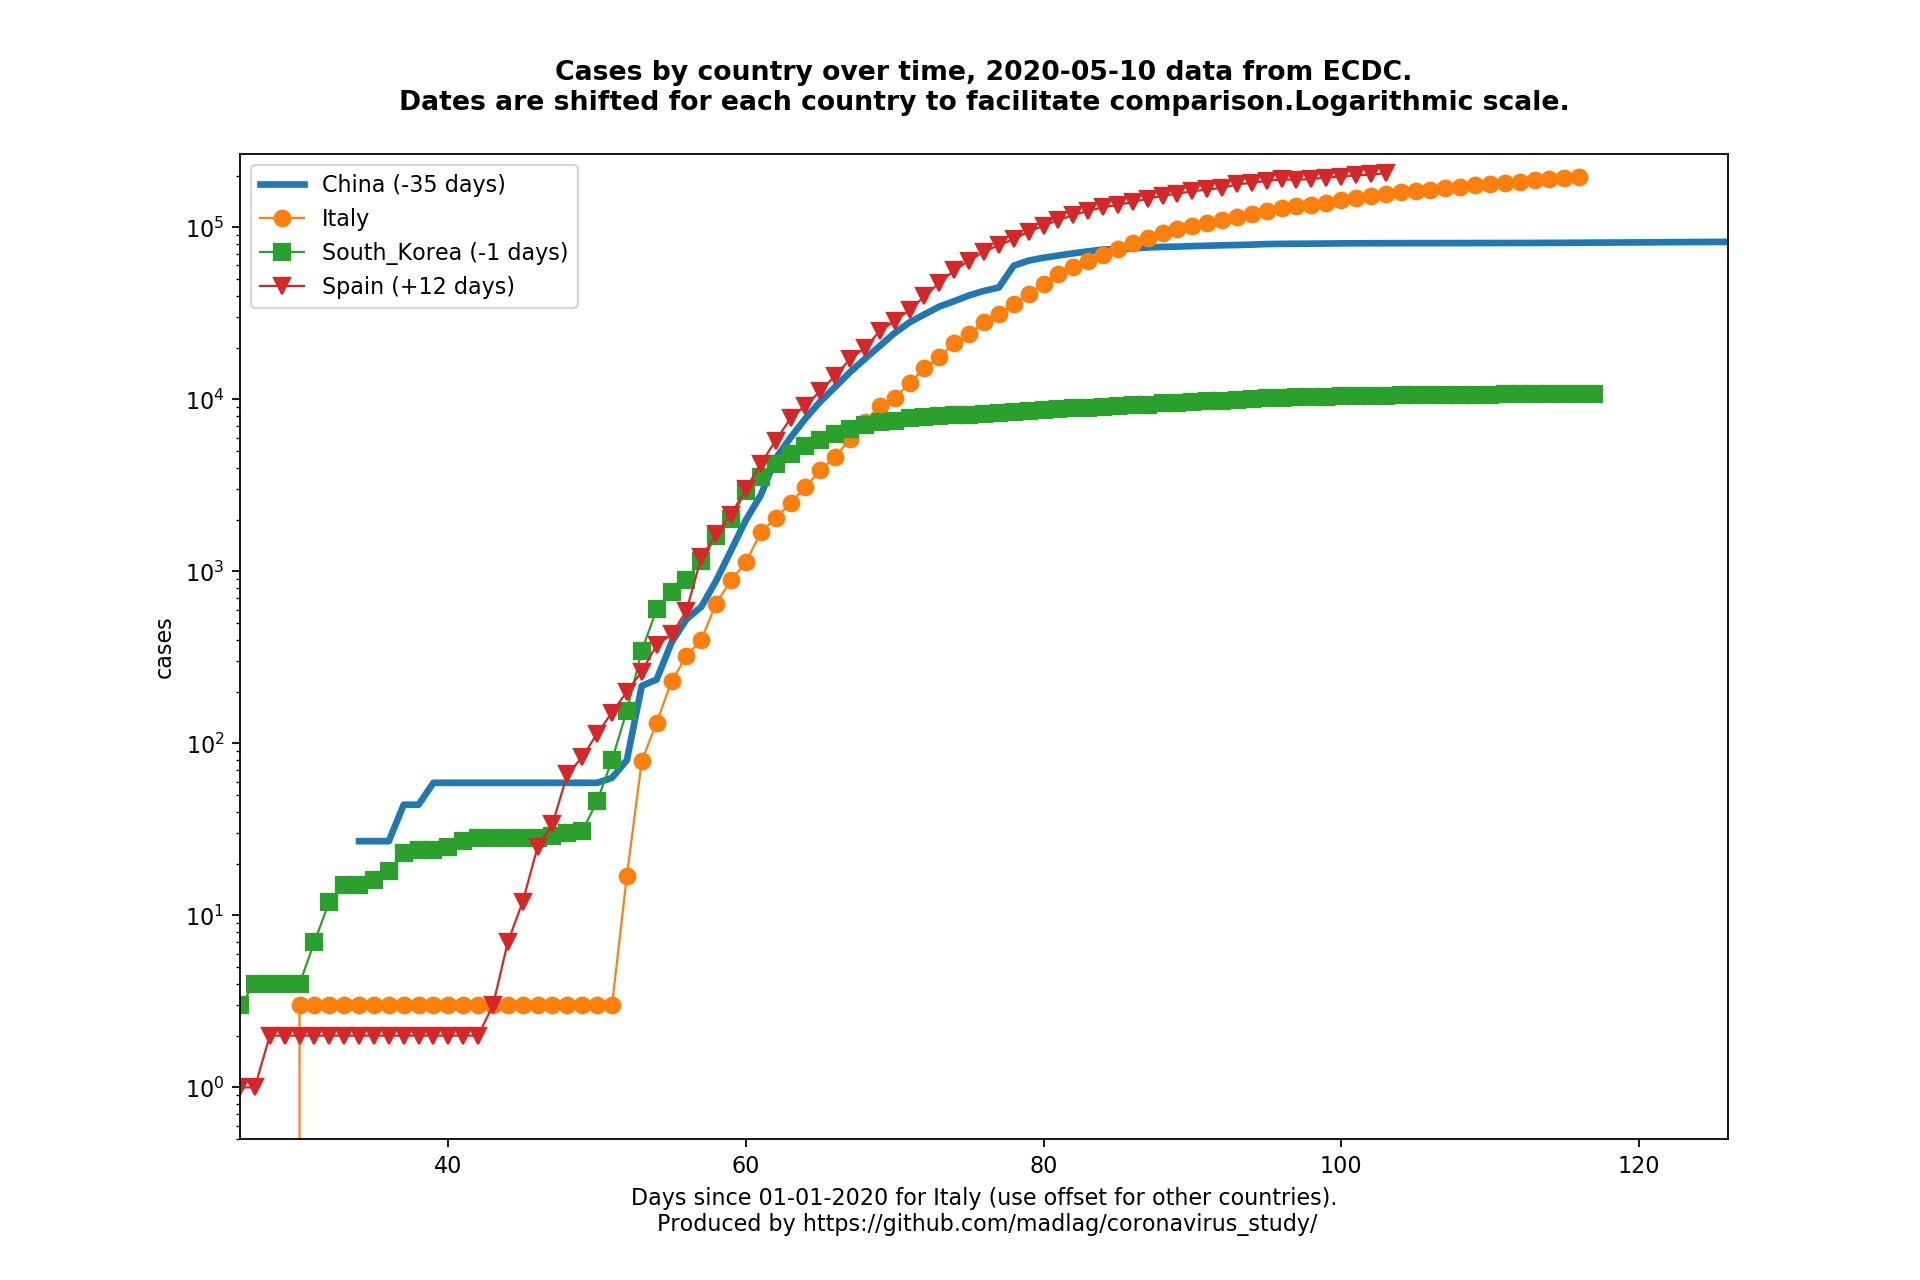 Cases by country over time, 2020-05-10 data from ECDC.
Dates are shifted for each country to facilitate comparison.Logarithmic scale.
China (-35 days)
Italy
South_Korea (-1 days)
Spain (+12 days)
10^5
10^4
10^3
10^2
10^1
10^0
cases
40 60 80 100 120
Days since 01-01-2020 for Italy (use offset for other countries).
Produced by https://github.com/madlag/coronavirus_study/